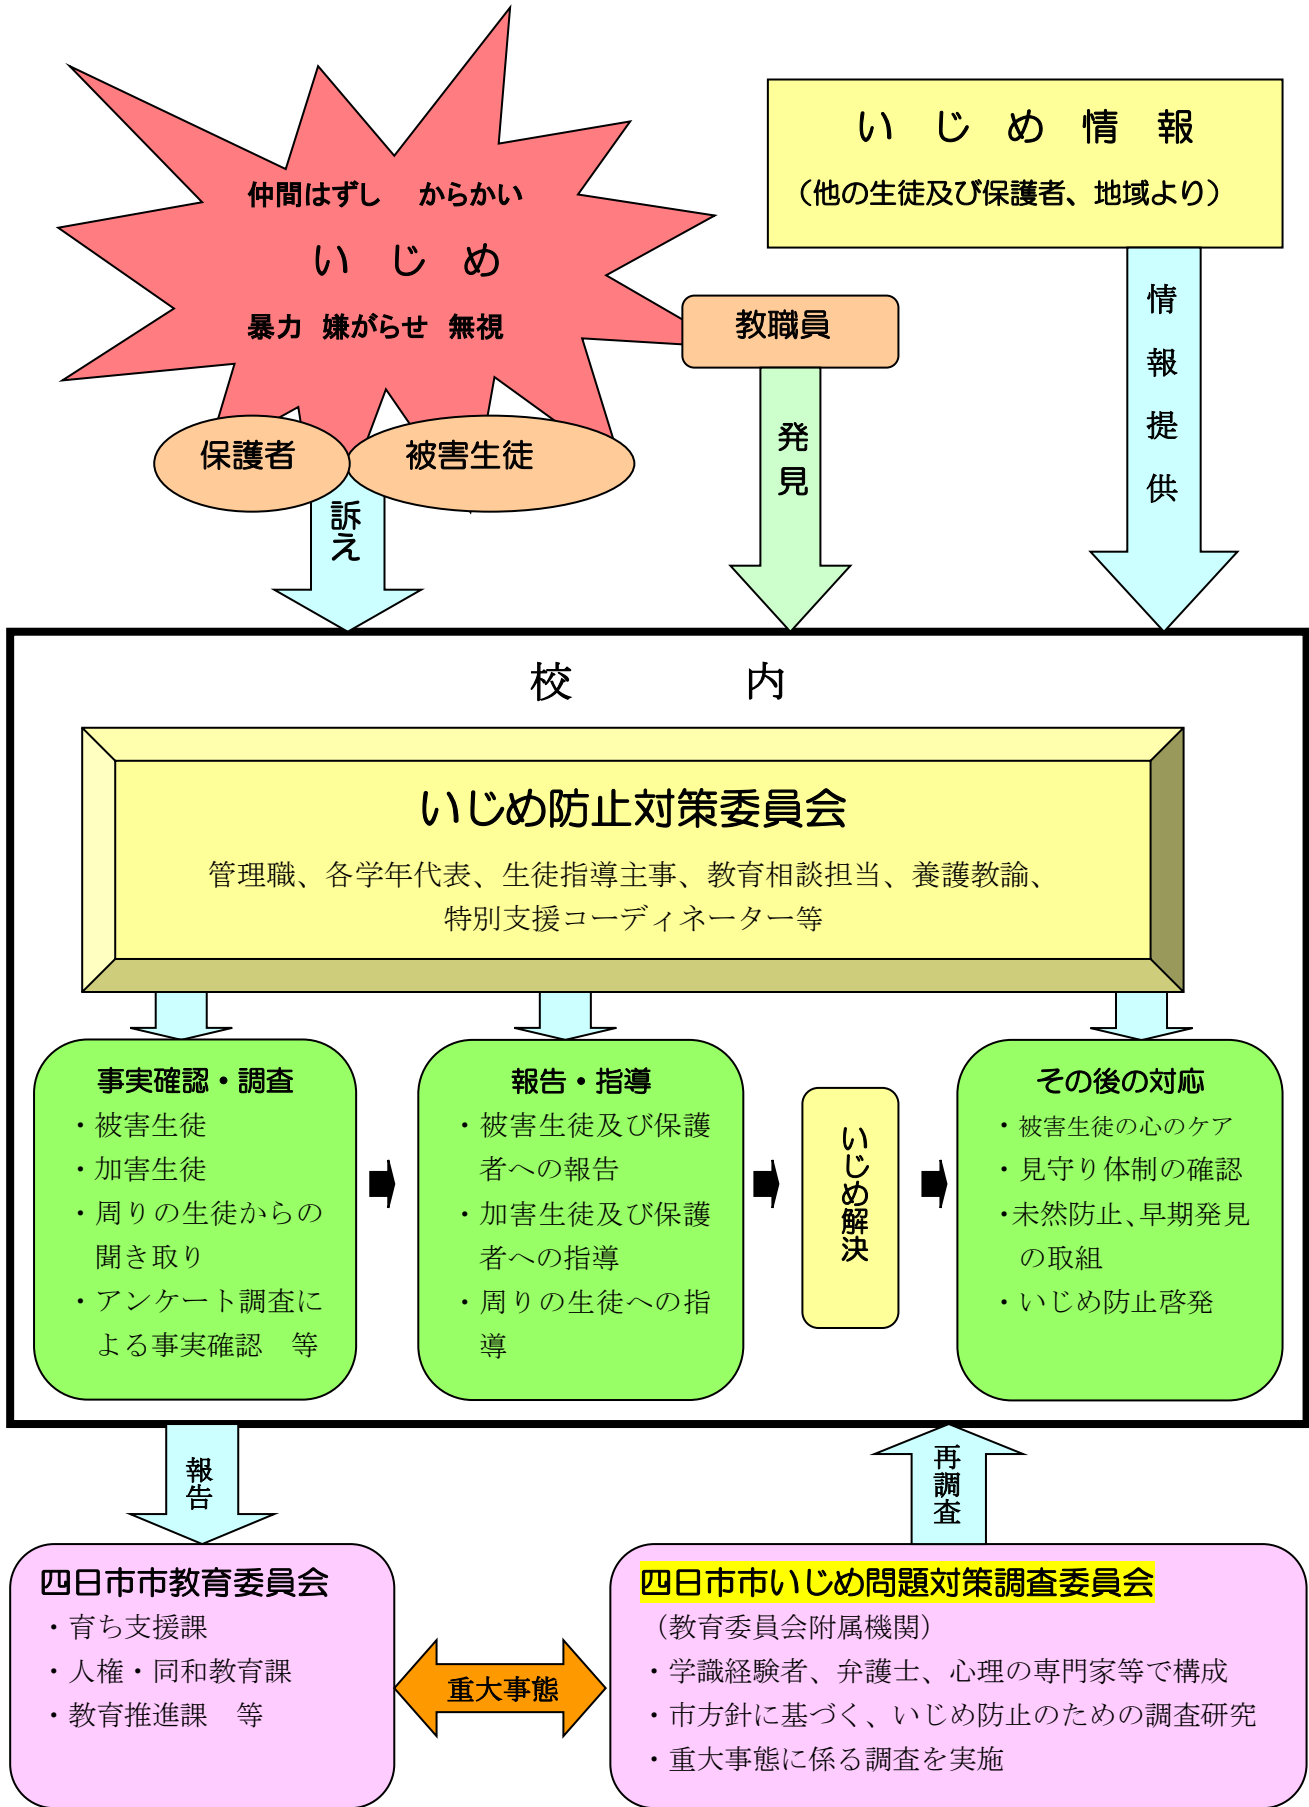 仲間はずし　からかい
い　じ　め
暴力　嫌がらせ　無視
い　じ　め　情　報
（他の生徒及び保護者、地域より）
教職員
保護者
被害生徒
訴え
発見
情報提供
校　　　　内
いじめ防止対策委員会
管理職、各学年代表、生徒指導主事、教育相談担当、養護教諭、
特別支援コーディネーター等
事実確認・調査
・被害生徒
・加害生徒
・周りの生徒からの
聞き取り
・アンケート調査に
よる事実確認　等
報告・指導
・被害生徒及び保護
者への報告
・加害生徒及び保護
者への指導
・周りの生徒への指
導
いじめ解決
その後の対応
・被害生徒の心のケア
・見守り体制の確認
・未然防止、早期発見
の取組
・いじめ防止啓発
報告
再調査
四日市市教育委員会
・育ち支援課
・人権・同和教育課
・教育推進課　等
重大事態
四日市市いじめ問題対策調査委員会
（教育委員会附属機関）
・学識経験者、弁護士、心理の専門家等で構成
・市方針に基づく、いじめ防止のための調査研究
・重大事態に係る調査を実施